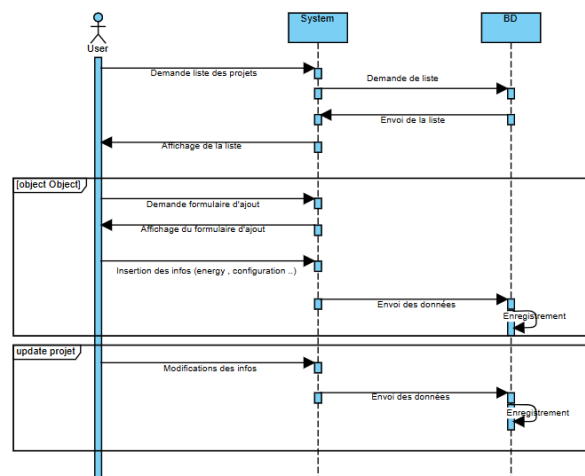 User
System
BD
Demande liste des projets
Demande de liste
Envoi de la liste
Affichage de la liste
[object Object]
Demande formulaire d'ajout
Affichage du formulaire d'ajout
Insertion des infos (energy , configuration ..)
Envoi des données
Enregistrement
update projet
Modifications des infos
Envoi des données
Enregistrement